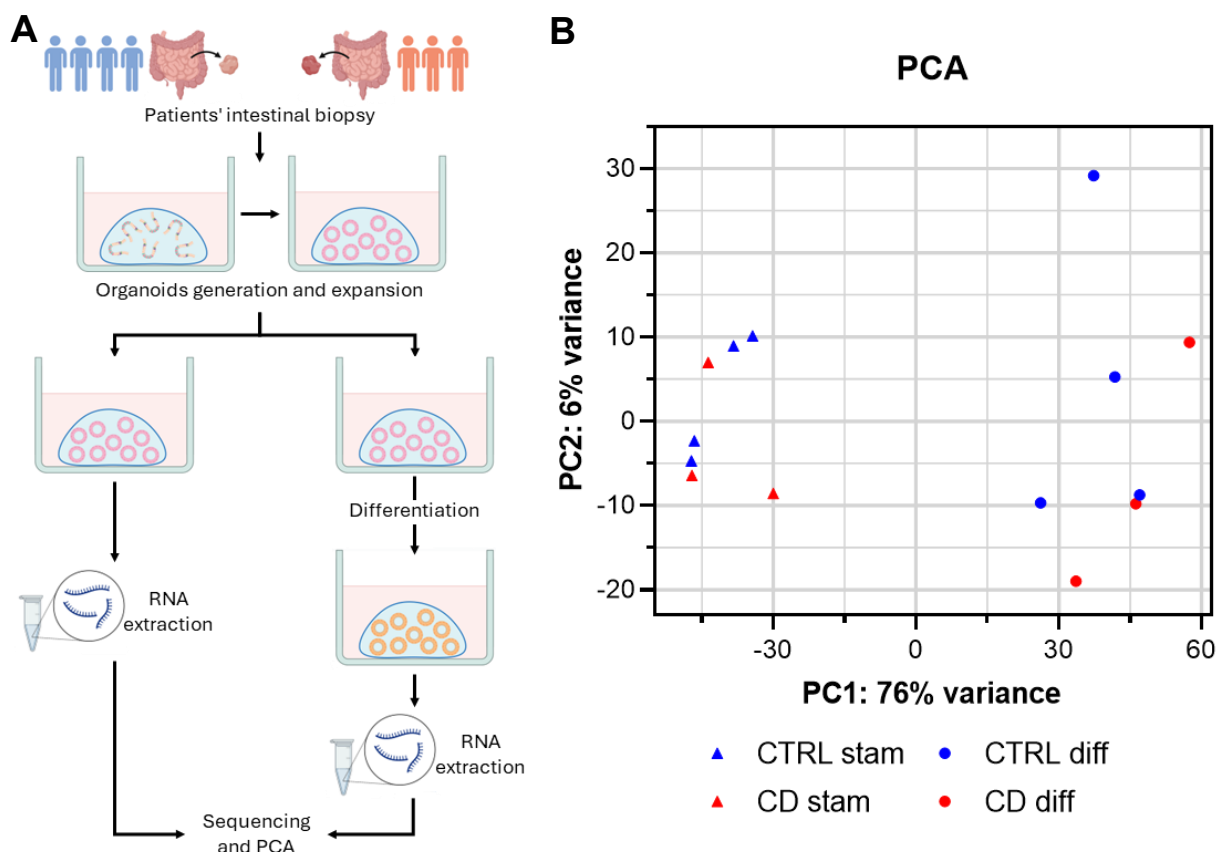 A
Patients' intestinal biopsy
Organoids generation and expansion
Differentiation
RNA
extraction
RNA
extraction
Sequencing
and PCA
B
PCA
PC2: 6% variance
30
20
10
0
-10
-20
-30
0
30
60
PC1: 76% variance
CTRL stam
CTRL diff
CD stam
CD diff